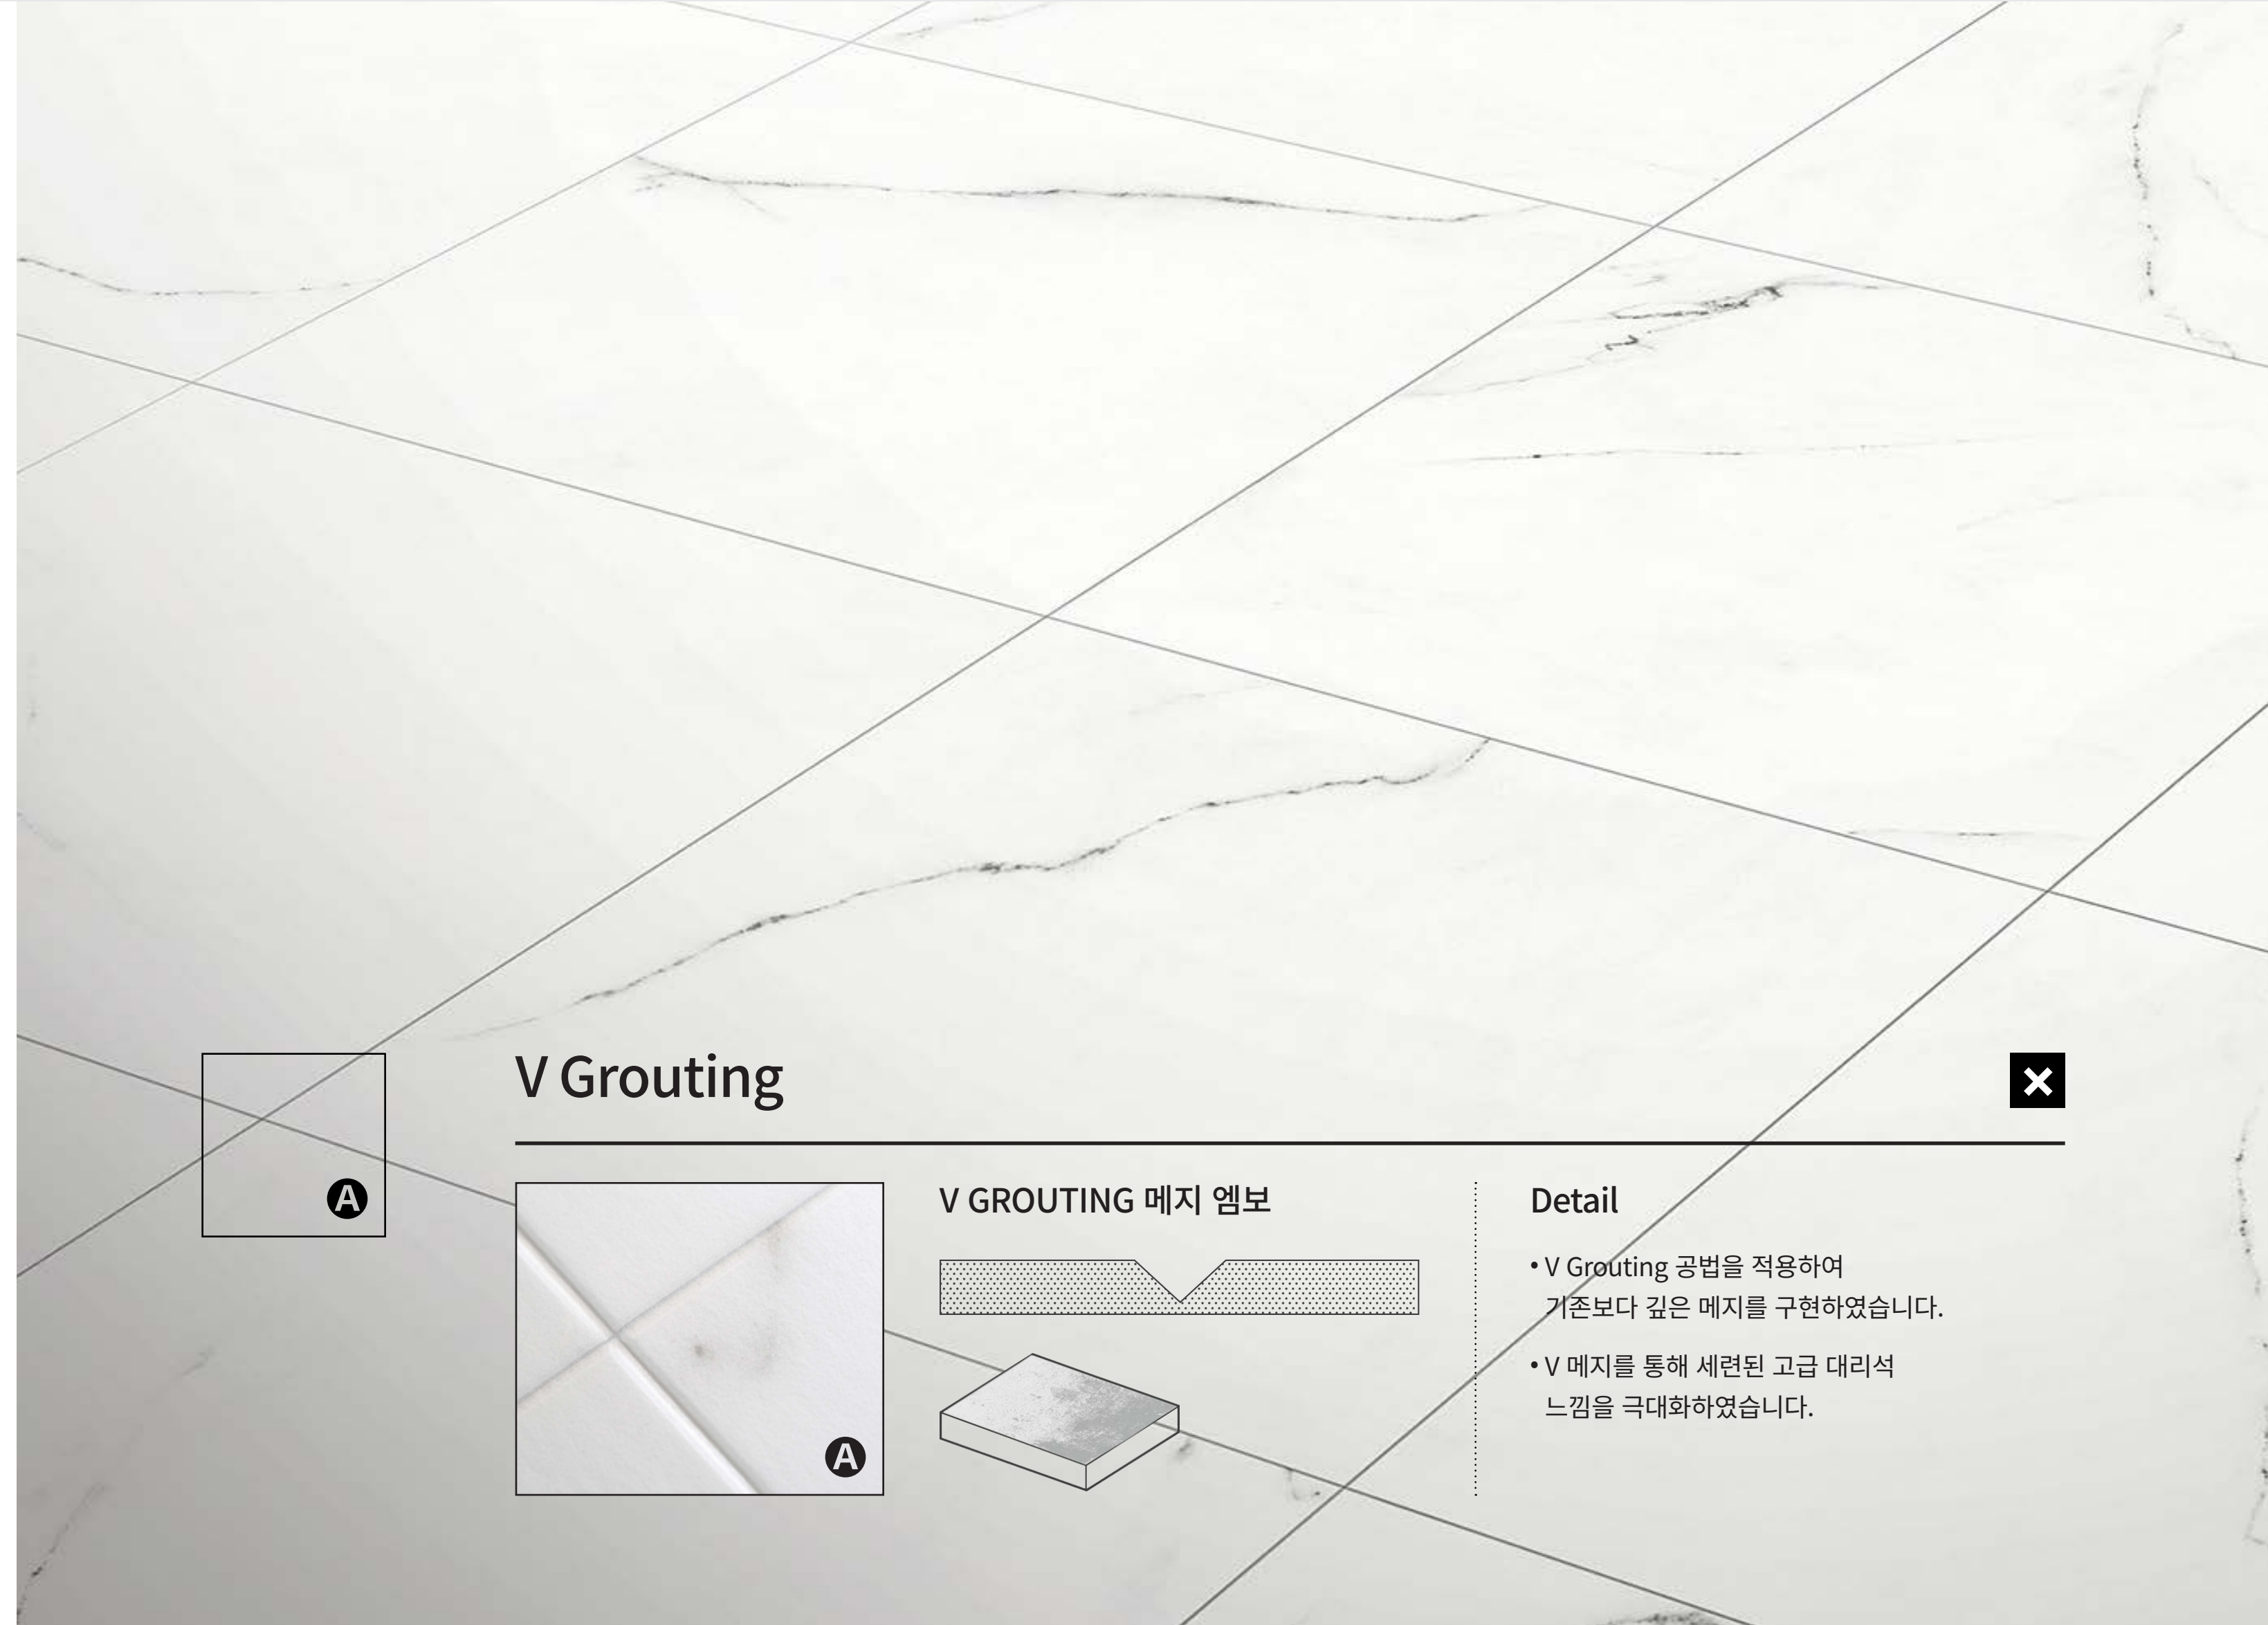 V Grouting
A
A
V GROUTING 메지 엠보
Detail
• V Grouting 공법을 적용하여
기존보다 깊은 메지를 구현하였습니다.
• V 메지를 통해 세련된 고급 대리석
느낌을 극대화하였습니다.